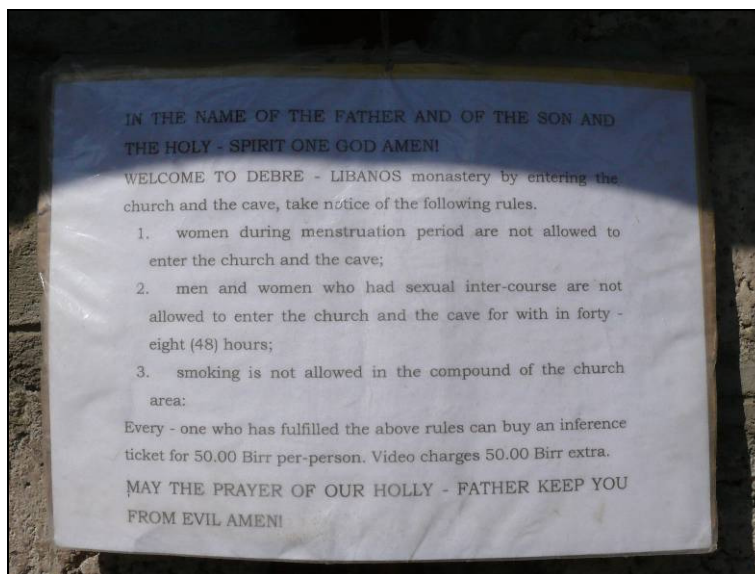 IN THE NAME OF THE FATHER AND OF THE SON AND
THE HOLY - SPIRIT ONE GOD AMEN!
WELCOME TO DEBRE - LIBANOS monastery by entering the
church and the cave, take notice of the following rules.
1. women during menstruation period are not allowed to
enter the church and the cave;
2. men and women who had sexual inter-course are not
allowed to enter the church and the cave for with in forty -
eight (48) hours;
3. smoking is not allowed in the compound of the church
area:
Every - one who has fulfilled the above rules can buy an inference
ticket for 50.00 Birr per-person. Video charges 50.00 Birr extra.
MAY THE PRAYER OF OUR HOLLY - FATHER KEEP YOU
FROM EVIL AMEN!